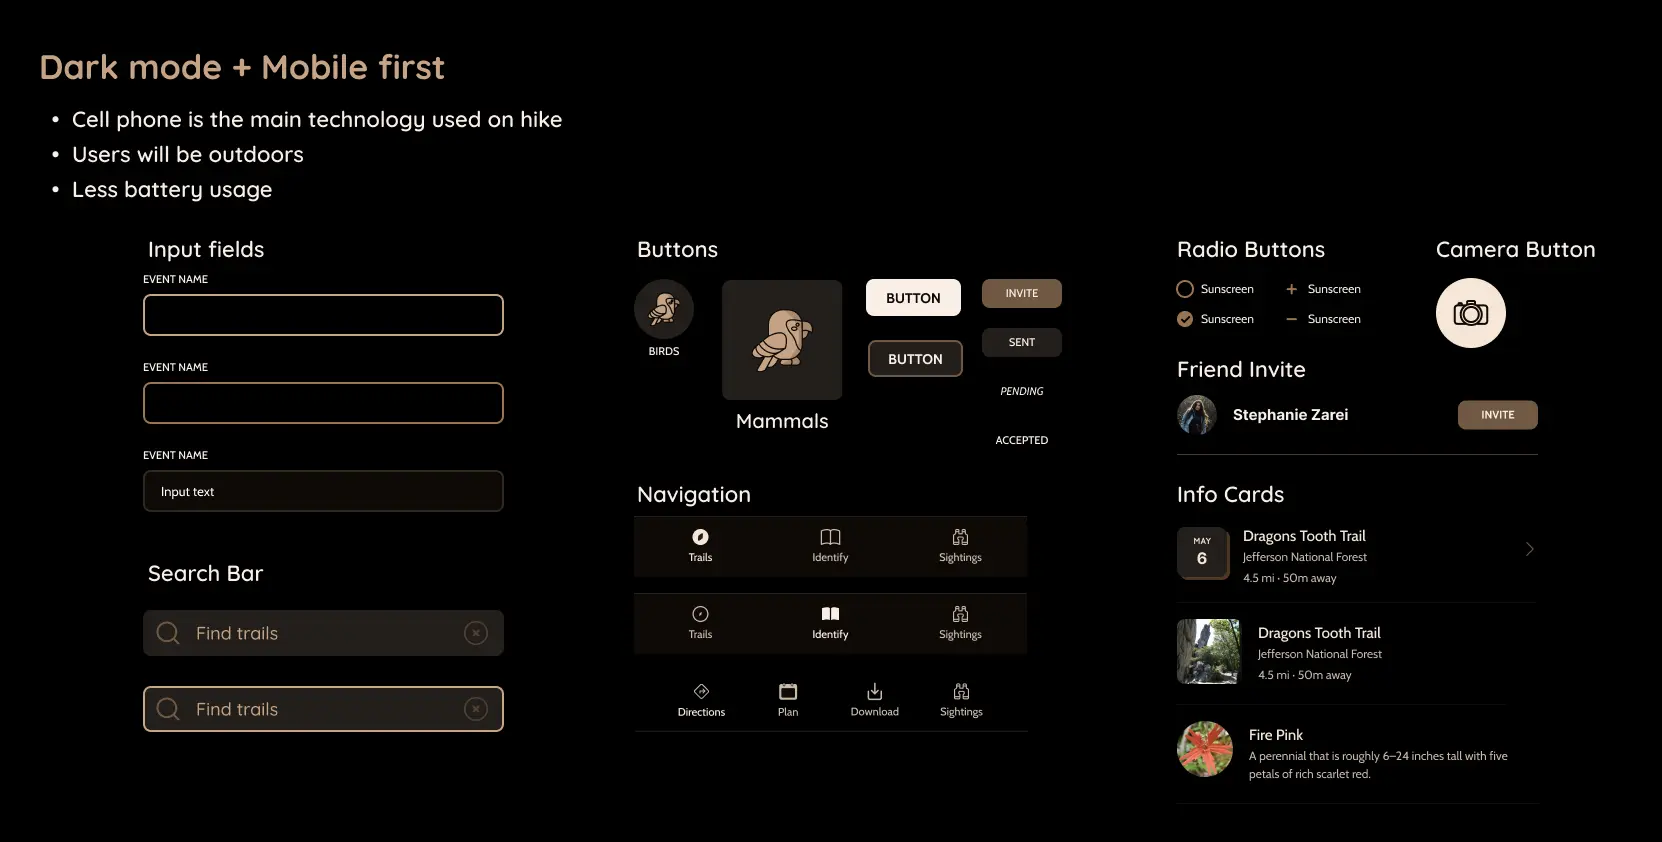 Dark mode + Mobile first
• Cell phone is the main technology used on hike
• Users will be outdoors
• Less battery usage
Input fields
EVENT NAME
EVENT NAME
EVENT NAME
Input text
Search Bar
Find trails
Find trails
Buttons
BIRDS
Mammals
BUTTON
BUTTON
INVITE
SENT
PENDING
ACCEPTED
Navigation
Trails Identify Sightings
Trails Identify Sightings
Directions Plan Download Sightings
Radio Buttons
Sunscreen + Sunscreen
Sunscreen − Sunscreen
Camera Button
Friend Invite
Stephanie Zarei INVITE
Info Cards
MAY
6
Dragons Tooth Trail
Jefferson National Forest
4.5 mi · 50m away
Dragons Tooth Trail
Jefferson National Forest
4.5 mi · 50m away
Fire Pink
A perennial that is roughly 6–24 inches tall with five
petals of rich scarlet red.